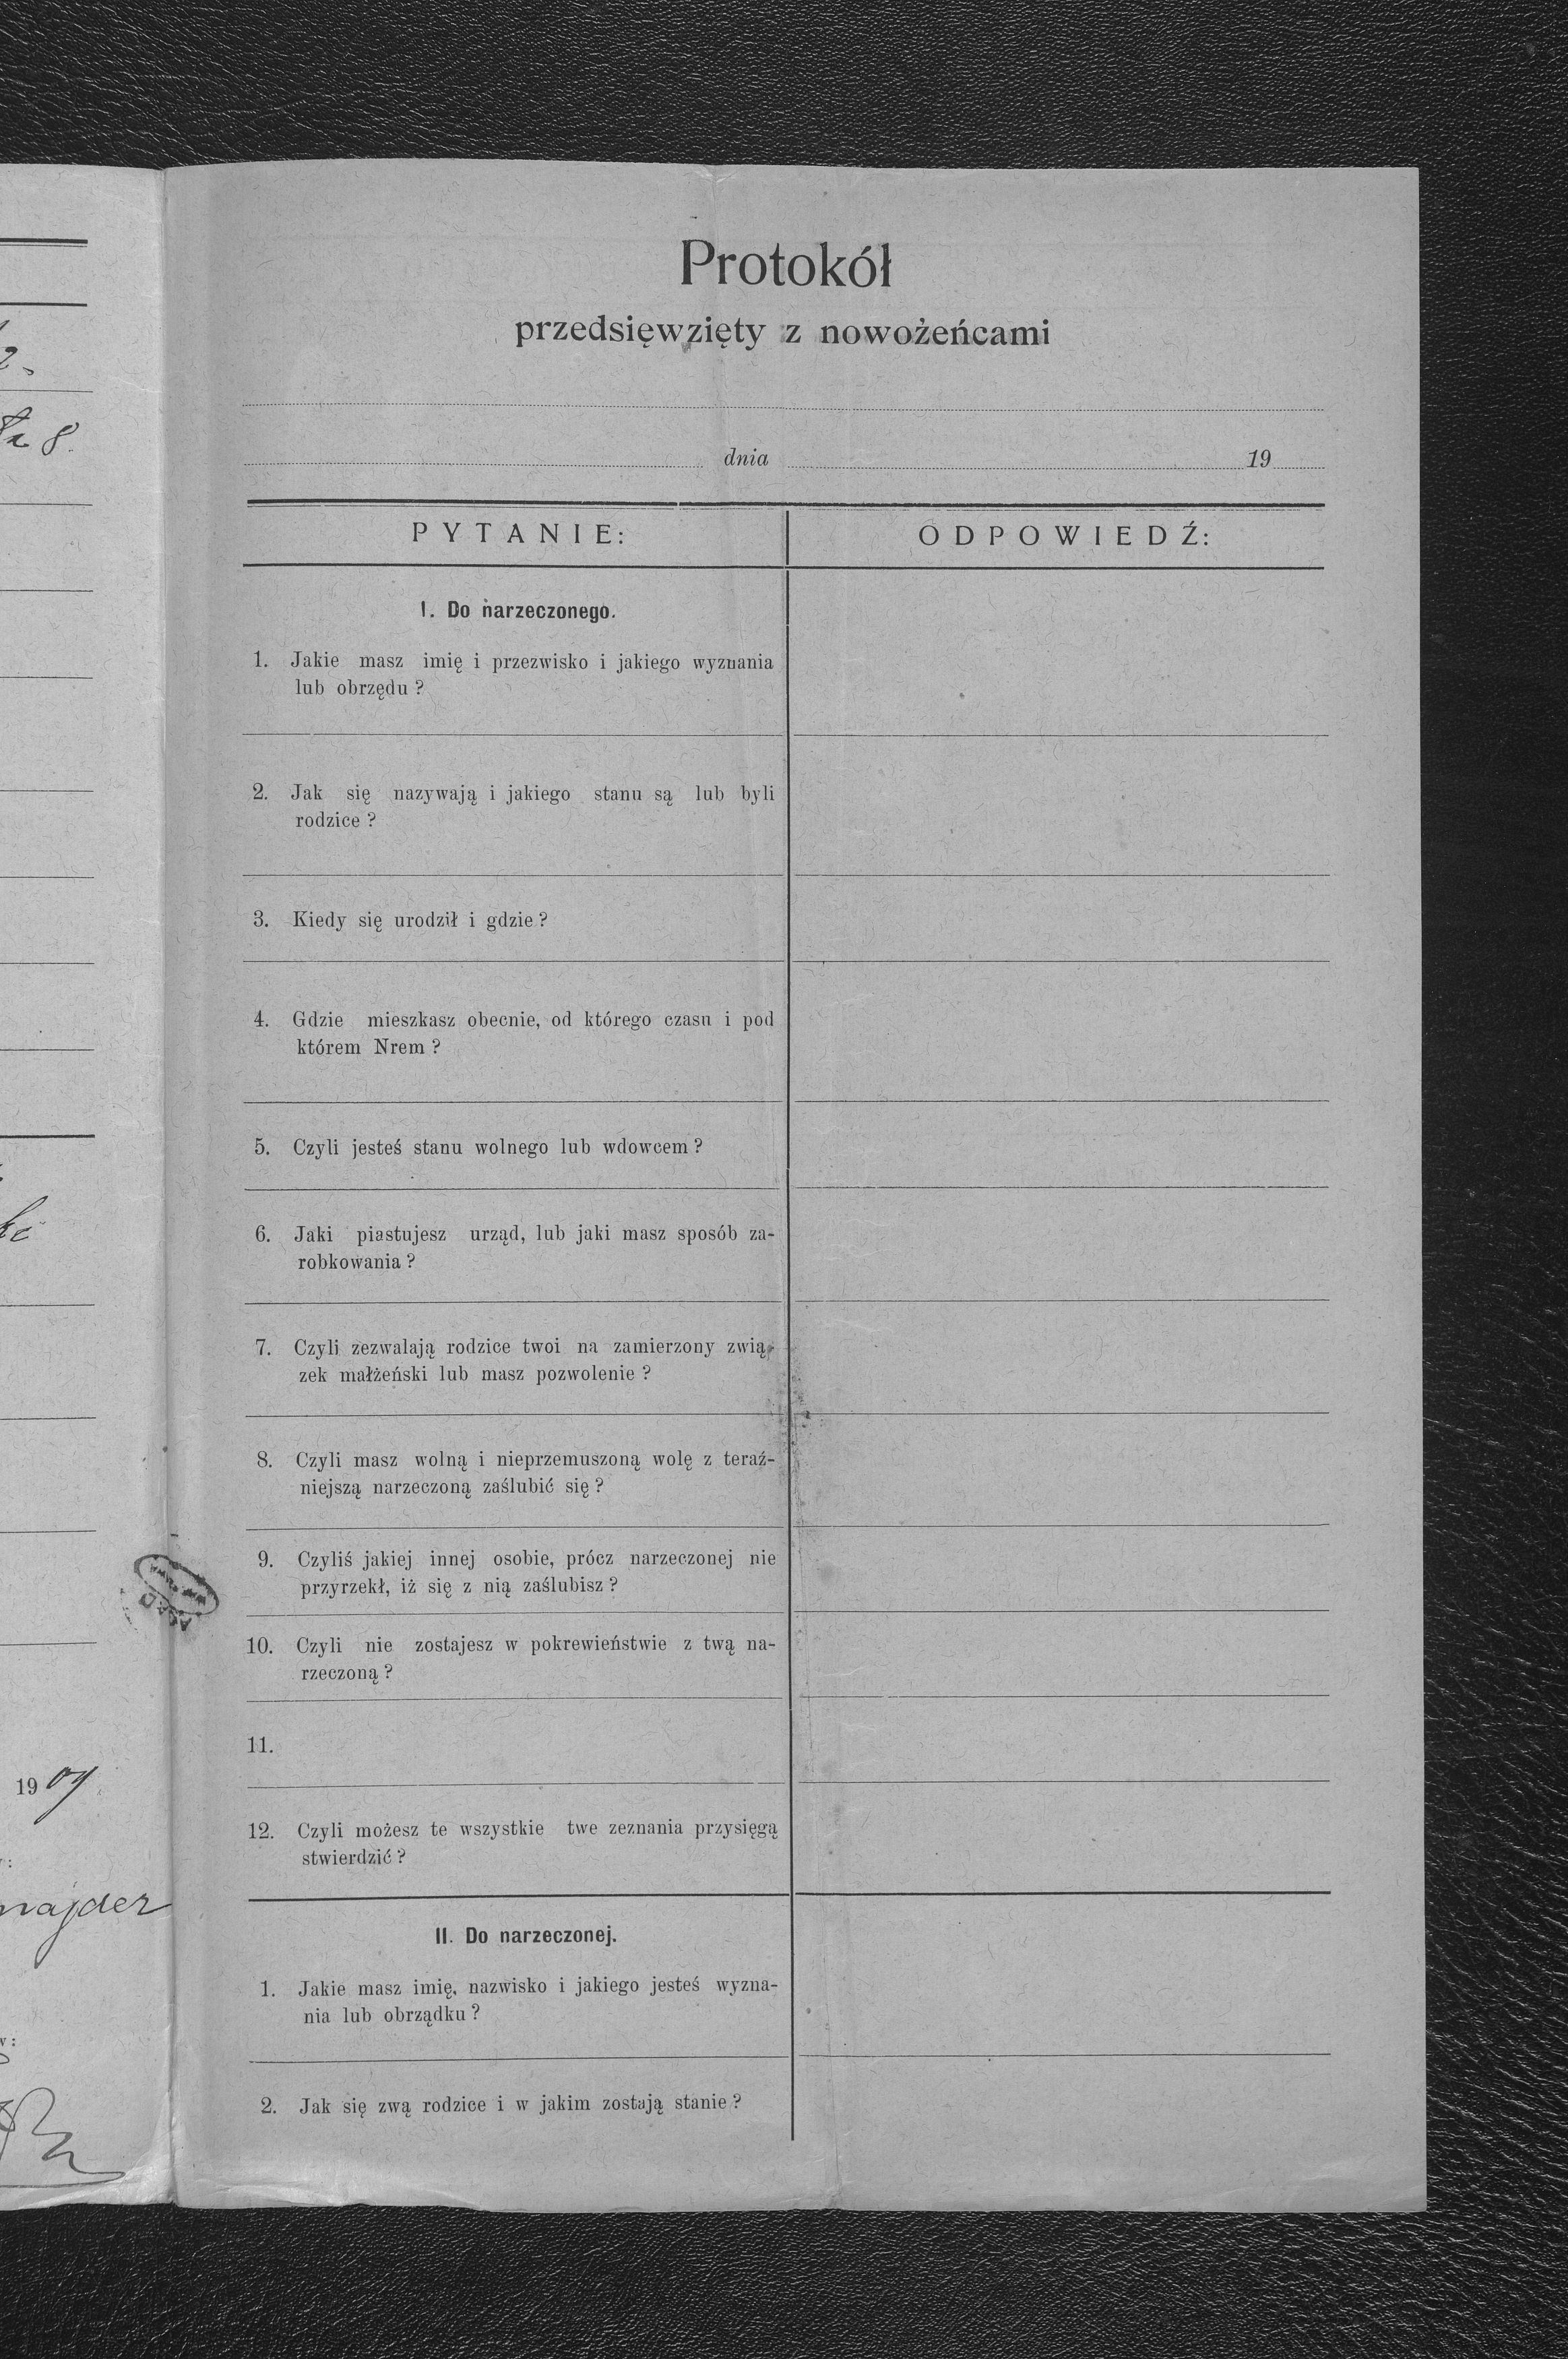 Protokół
przedsięwzięty z nowożeńcami
dnia 19
PYTANIE: ODPOWIEDŹ:
I. Do narzeczonego.
1. Jakie masz imię i przezwisko i jakiego wyznania
lub obrzędu ?
2. Jak się nazywają i jakiego stanu są lub byli
rodzice ?
3. Kiedy się urodził i gdzie ?
4. Gdzie mieszkasz obecnie, od którego czasu i pod
którem Nrem ?
5. Czyli jesteś stanu wolnego lub wdowcem ?
6. Jaki piastujesz urząd, lub jaki masz sposób za-
robkowania ?
7. Czyli zezwalają rodzice twoi na zamierzony zwią-
zek małżeński lub masz pozwolenie ?
8. Czyli masz wolną i nieprzemuszoną wolę z teraź-
niejszą narzeczoną zaślubić się ?
9. Czyliś jakiej innej osobie, prócz narzeczonej nie
przyrzekł, iż się z nią zaślubisz ?
10. Czyli nie zostajesz w pokrewieństwie z twą na-
rzeczoną ?
11.
12. Czyli możesz te wszystkie twe zeznania przysięgą
stwierdzić ?
II. Do narzeczonej.
1. Jakie masz imię, nazwisko i jakiego jesteś wyzna-
nia lub obrządku ?
2. Jak się zwą rodzice i w jakim zostają stanie ?
8.
1909
najder